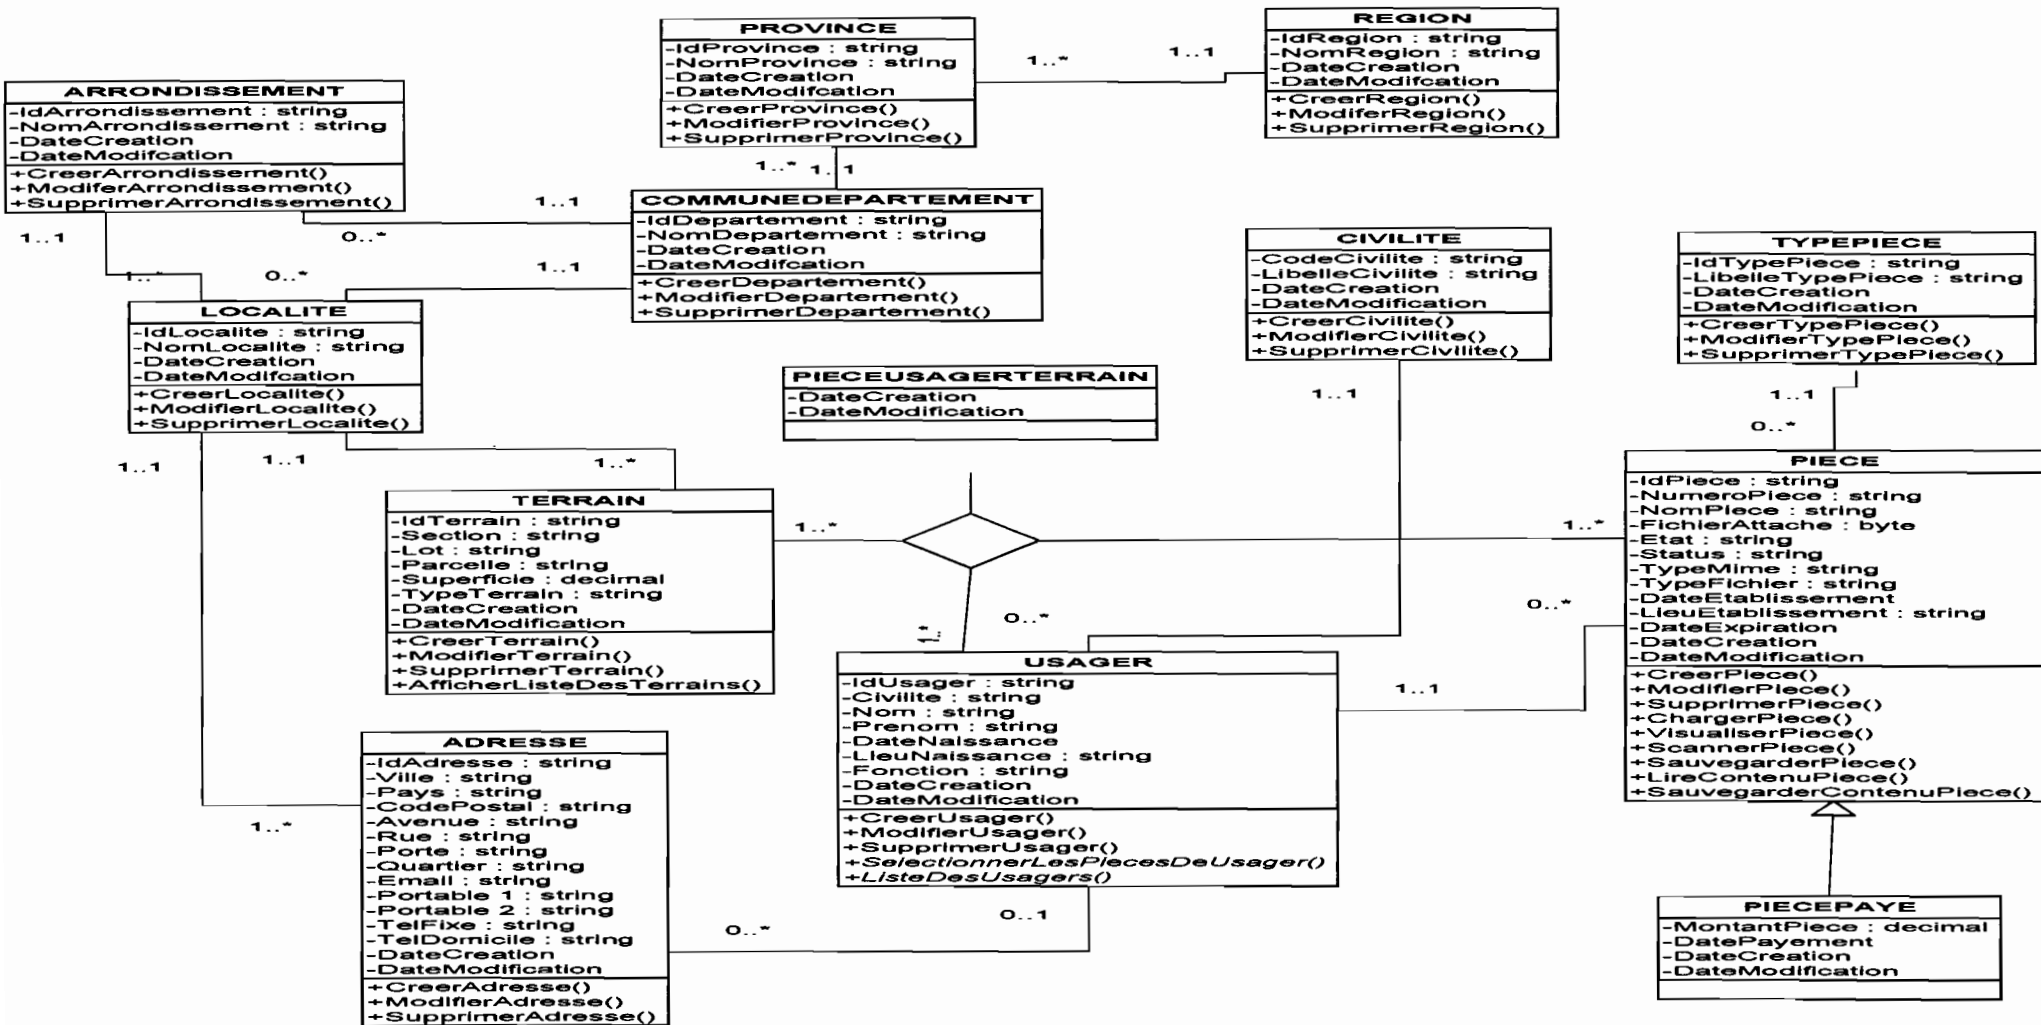 PROVINCE
-IdProvince : string
-NomProvince : string
-DateCreation
-DateModifcation
+CreerProvince()
+ModifierProvince()
+SupprimerProvince()
1..*
1..1
REGION
-IdRegion : string
-NomRegion : string
-DateCreation
-DateModifcation
+CreerRegion()
+ModiferRegion()
+SupprimerRegion()
ARRONDISSEMENT
-IdArrondissement : string
-NomArrondissement : string
-DateCreation
-DateModifcation
+CreerArrondissement()
+ModiferArrondissement()
+SupprimerArrondissement()
1..* 1..1
1..1
0..*
1..1
1..*
0..*
1..1
COMMUNEDEPARTEMENT
-IdDepartement : string
-NomDepartement : string
-DateCreation
-DateModifcation
+CreerDepartement()
+ModifierDepartement()
+SupprimerDepartement()
CIVILITE
-CodeCivilite : string
-LibelleCivilite : string
-DateCreation
-DateModification
+CreerCivilite()
+ModifierCivilite()
+SupprimerCivilite()
1..1
TYPEPIECE
-IdTypePiece : string
-LibelleTypePiece : string
-DateCreation
-DateModification
+CreerTypePiece()
+ModifierTypePiece()
+SupprimerTypePiece()
1..1
0..*
LOCALITE
-IdLocalite : string
-NomLocalite : string
-DateCreation
-DateModifcation
+CreerLocalite()
+ModifierLocalite()
+SupprimerLocalite()
1..1
1..1
1..*
PIECEUSAGERTERRAIN
-DateCreation
-DateModification
TERRAIN
-IdTerrain : string
-Section : string
-Lot : string
-Parcelle : string
-Superficie : decimal
-TypeTerrain : string
-DateCreation
-DateModification
+CreerTerrain()
+ModifierTerrain()
+SupprimerTerrain()
+AfficherListeDesTerrains()
1..*
1..*
1..*
0..*
0..*
1..1
PIECE
-IdPiece : string
-NumeroPiece : string
-NomPiece : string
-FichierAttache : byte
-Etat : string
-Status : string
-TypeMime : string
-TypeFichier : string
-DateEtablissement
-LieuEtablissement : string
-DateExpiration
-DateCreation
-DateModification
+CreerPiece()
+ModifierPiece()
+SupprimerPiece()
+ChargerPiece()
+VisualiserPiece()
+ScannerPiece()
+SauvegarderPiece()
+LireContenuPiece()
+SauvegarderContenuPiece()
USAGER
-IdUsager : string
-Civilite : string
-Nom : string
-Prenom : string
-DateNaissance
-LieuNaissance : string
-Fonction : string
-DateCreation
-DateModification
+CreerUsager()
+ModifierUsager()
+SupprimerUsager()
+SelectionnerLesPiecesDeUsager()
+ListeDesUsagers()
0..1
0..*
1..*
ADRESSE
-IdAdresse : string
-Ville : string
-Pays : string
-CodePostal : string
-Avenue : string
-Rue : string
-Porte : string
-Quartier : string
-Email : string
-Portable 1 : string
-Portable 2 : string
-TelFixe : string
-TelDomicile : string
-DateCreation
-DateModification
+CreerAdresse()
+ModifierAdresse()
+SupprimerAdresse()
PIECEPAYE
-MontantPiece : decimal
-DatePayement
-DateCreation
-DateModification